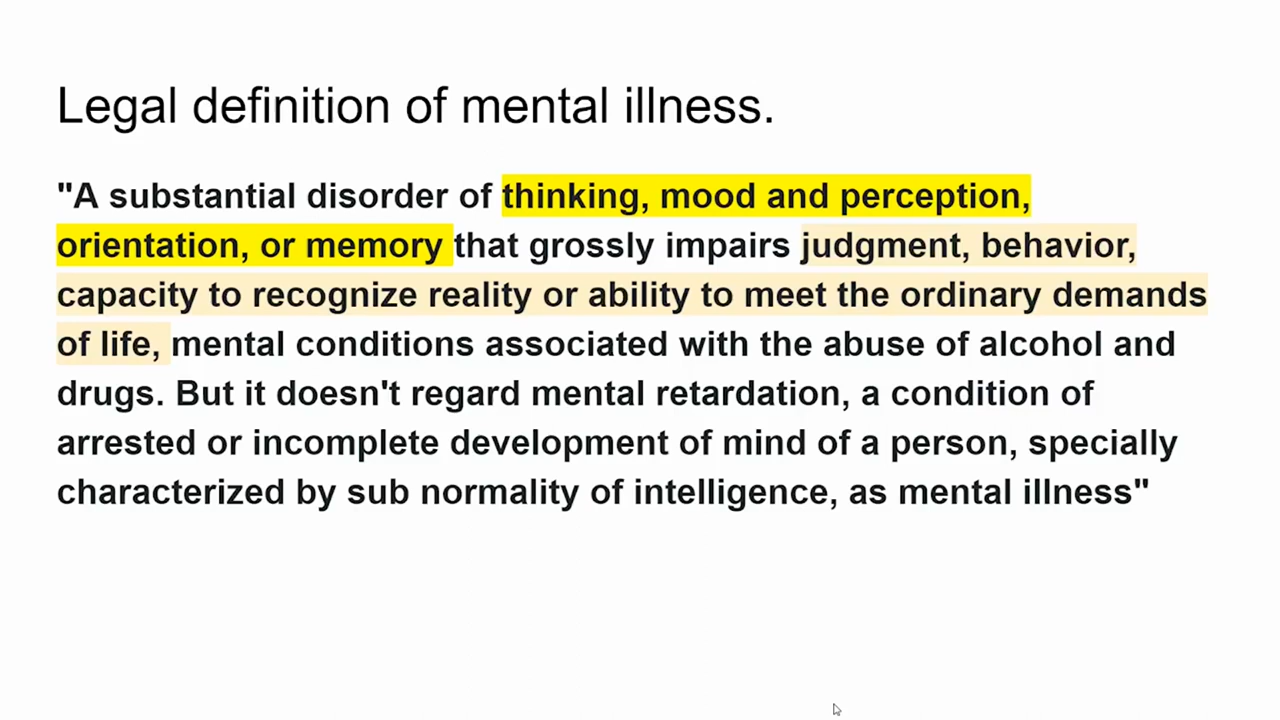 Legal definition of mental illness.
"A substantial disorder of thinking, mood and perception,
orientation, or memory that grossly impairs judgment, behavior,
capacity to recognize reality or ability to meet the ordinary demands
of life, mental conditions associated with the abuse of alcohol and
drugs. But it doesn't regard mental retardation, a condition of
arrested or incomplete development of mind of a person, specially
characterized by sub normality of intelligence, as mental illness"